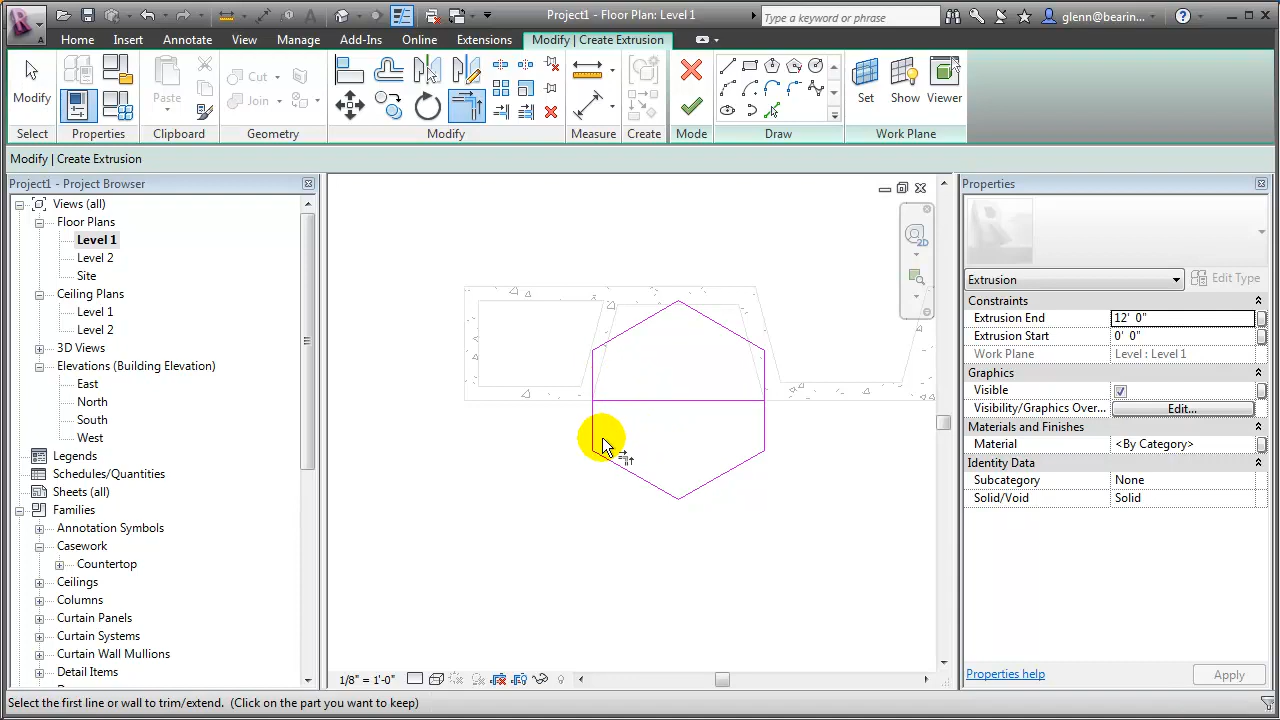 Project1 - Floor Plan: Level 1
Type a keyword or phrase
glenn@bearin...
Home
Insert
Annotate
View
Manage
Add-Ins
Online
Extensions
Modify | Create Extrusion
Modify
Paste
Cut
Join
Set
Show
Viewer
Select
Properties
Clipboard
Geometry
Modify
Measure
Create
Mode
Draw
Work Plane
Modify | Create Extrusion
Project1 - Project Browser
Views (all)
Floor Plans
Level 1
Level 2
Site
Ceiling Plans
Level 1
Level 2
3D Views
Elevations (Building Elevation)
East
North
South
West
Legends
Schedules/Quantities
Sheets (all)
Families
Annotation Symbols
Casework
Countertop
Ceilings
Columns
Curtain Panels
Curtain Systems
Curtain Wall Mullions
Detail Items
2D
1/8" = 1'-0"
Properties
Extrusion
Edit Type
Constraints
Extrusion End 12' 0"
Extrusion Start 0' 0"
Work Plane Level : Level 1
Graphics
Visible
Visibility/Graphics Over... Edit...
Materials and Finishes
Material <By Category>
Identity Data
Subcategory None
Solid/Void Solid
Properties help
Apply
Select the first line or wall to trim/extend. (Click on the part you want to keep)